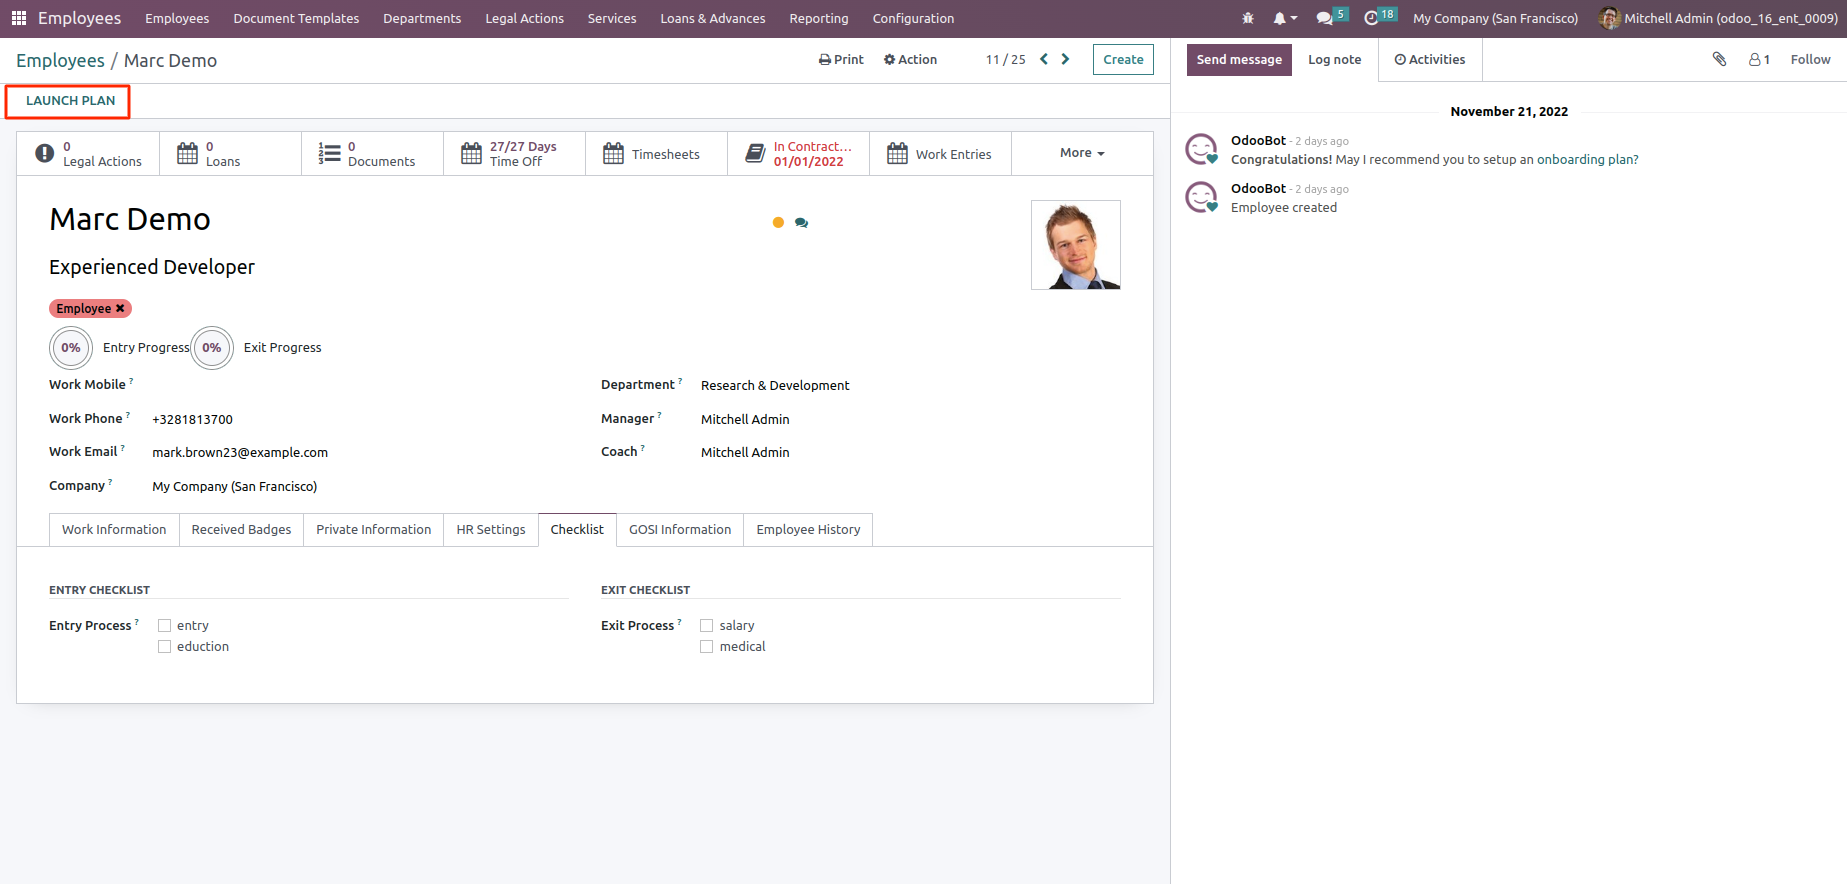 Employees Employees Document Templates Departments Legal Actions Services Loans & Advances Reporting Configuration 5 18 My Company (San Francisco) Mitchell Admin (odoo_16_ent_0009)
Employees / Marc Demo Print Action 11 / 25 Create
Send message Log note Activities 1 Follow
LAUNCH PLAN
0 Legal Actions
0 Loans
0 Documents
27/27 Days Time Off
Timesheets
In Contract... 01/01/2022
Work Entries
More
Marc Demo
Experienced Developer
Employee ✖
0% Entry Progress 0% Exit Progress
Work Mobile ?
Work Phone ? +3281813700
Work Email ? mark.brown23@example.com
Company ? My Company (San Francisco)
Department ? Research & Development
Manager ? Mitchell Admin
Coach ? Mitchell Admin
Work Information Received Badges Private Information HR Settings Checklist GOSI Information Employee History
ENTRY CHECKLIST
Entry Process ? entry
eduction
EXIT CHECKLIST
Exit Process ? salary
medical
November 21, 2022
OdooBot - 2 days ago
Congratulations! May I recommend you to setup an onboarding plan?
OdooBot - 2 days ago
Employee created